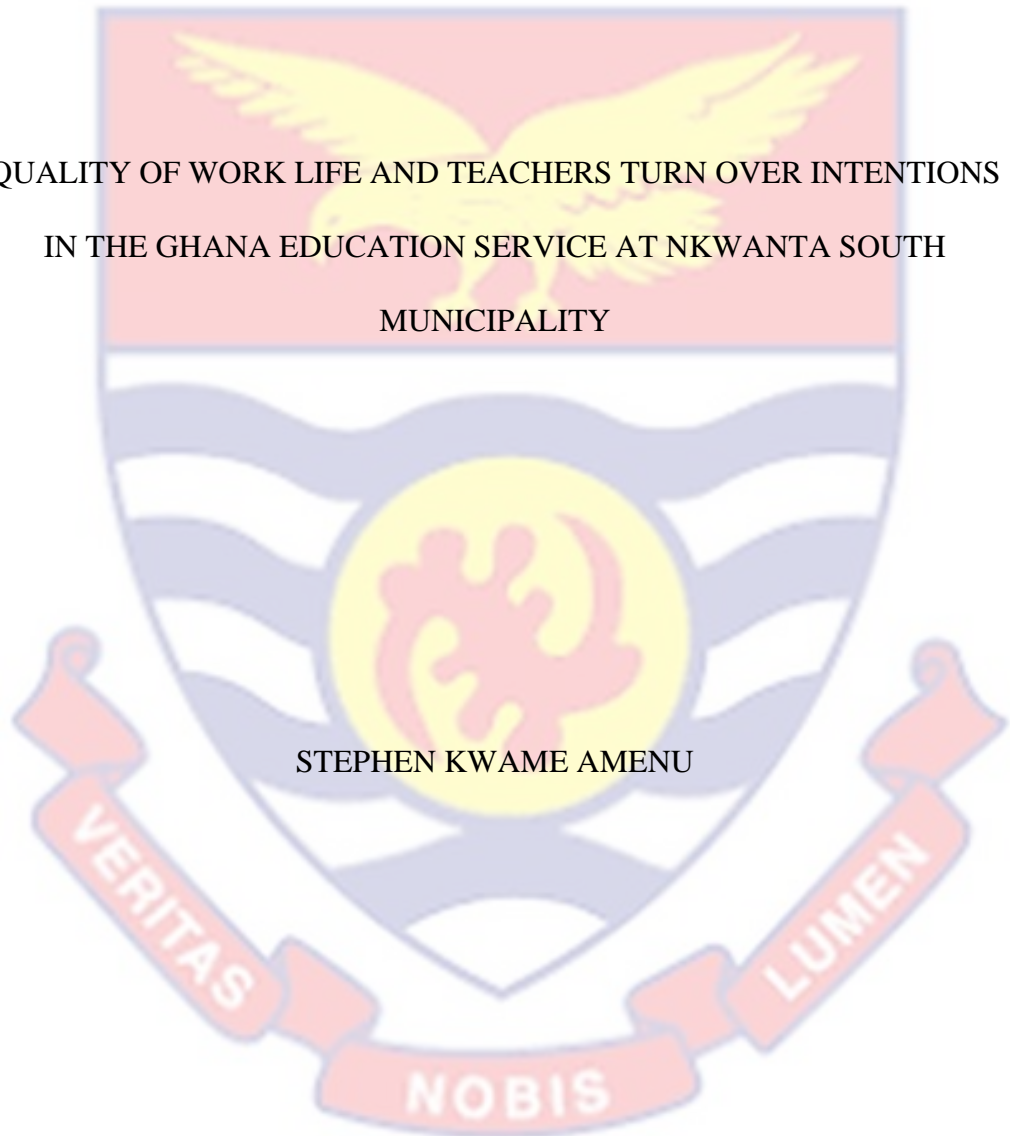 QUALITY OF WORK LIFE AND TEACHERS TURN OVER INTENTIONS
IN THE GHANA EDUCATION SERVICE AT NKWANTA SOUTH
MUNICIPALITY
STEPHEN KWAME AMENU
VERITAS
NOBIS
LUMEN